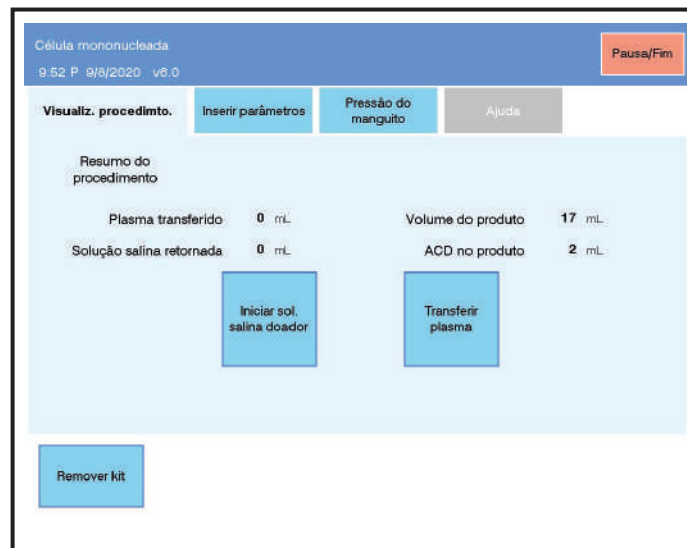 Célula mononucleada
9:52 P 9/8/2020 v6.0
Pausa/Fim
Visualiz. procedimto.
Inserir parâmetros
Pressão do
manguito
Ajuda
Resumo do
procedimento
Plasma transferido 0 mL
Volume do produto 17 mL
Solução salina retornada 0 mL
ACD no produto 2 mL
Iniciar sol.
salina doador
Transferir
plasma
Remover kit